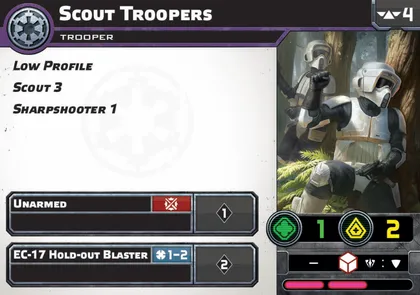 Scout Troopers
4
Trooper
Low Profile
Scout 3
Sharpshooter 1
Unarmed 1
EC-17 Hold-out Blaster 1-2 2
1 2
– :